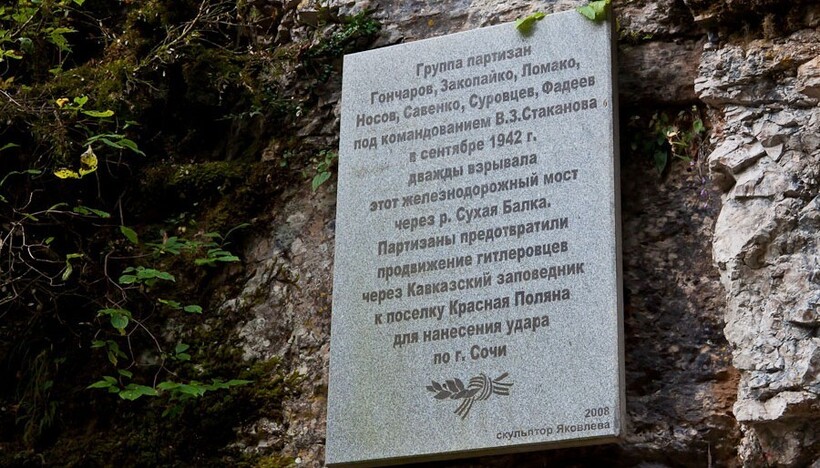 Группа партизан
Гончаров, Закопайко, Ломако,
Носов, Савенко, Суровцев, Фадеев
под командованием В.З.Стаканова
в сентябре 1942 г.
дважды взрывала
этот железнодорожный мост
через р. Сухая Балка.
Партизаны предотвратили
продвижение гитлеровцев
через Кавказский заповедник
к поселку Красная Поляна
для нанесения удара
по г. Сочи
2008
скульптор Яковлева